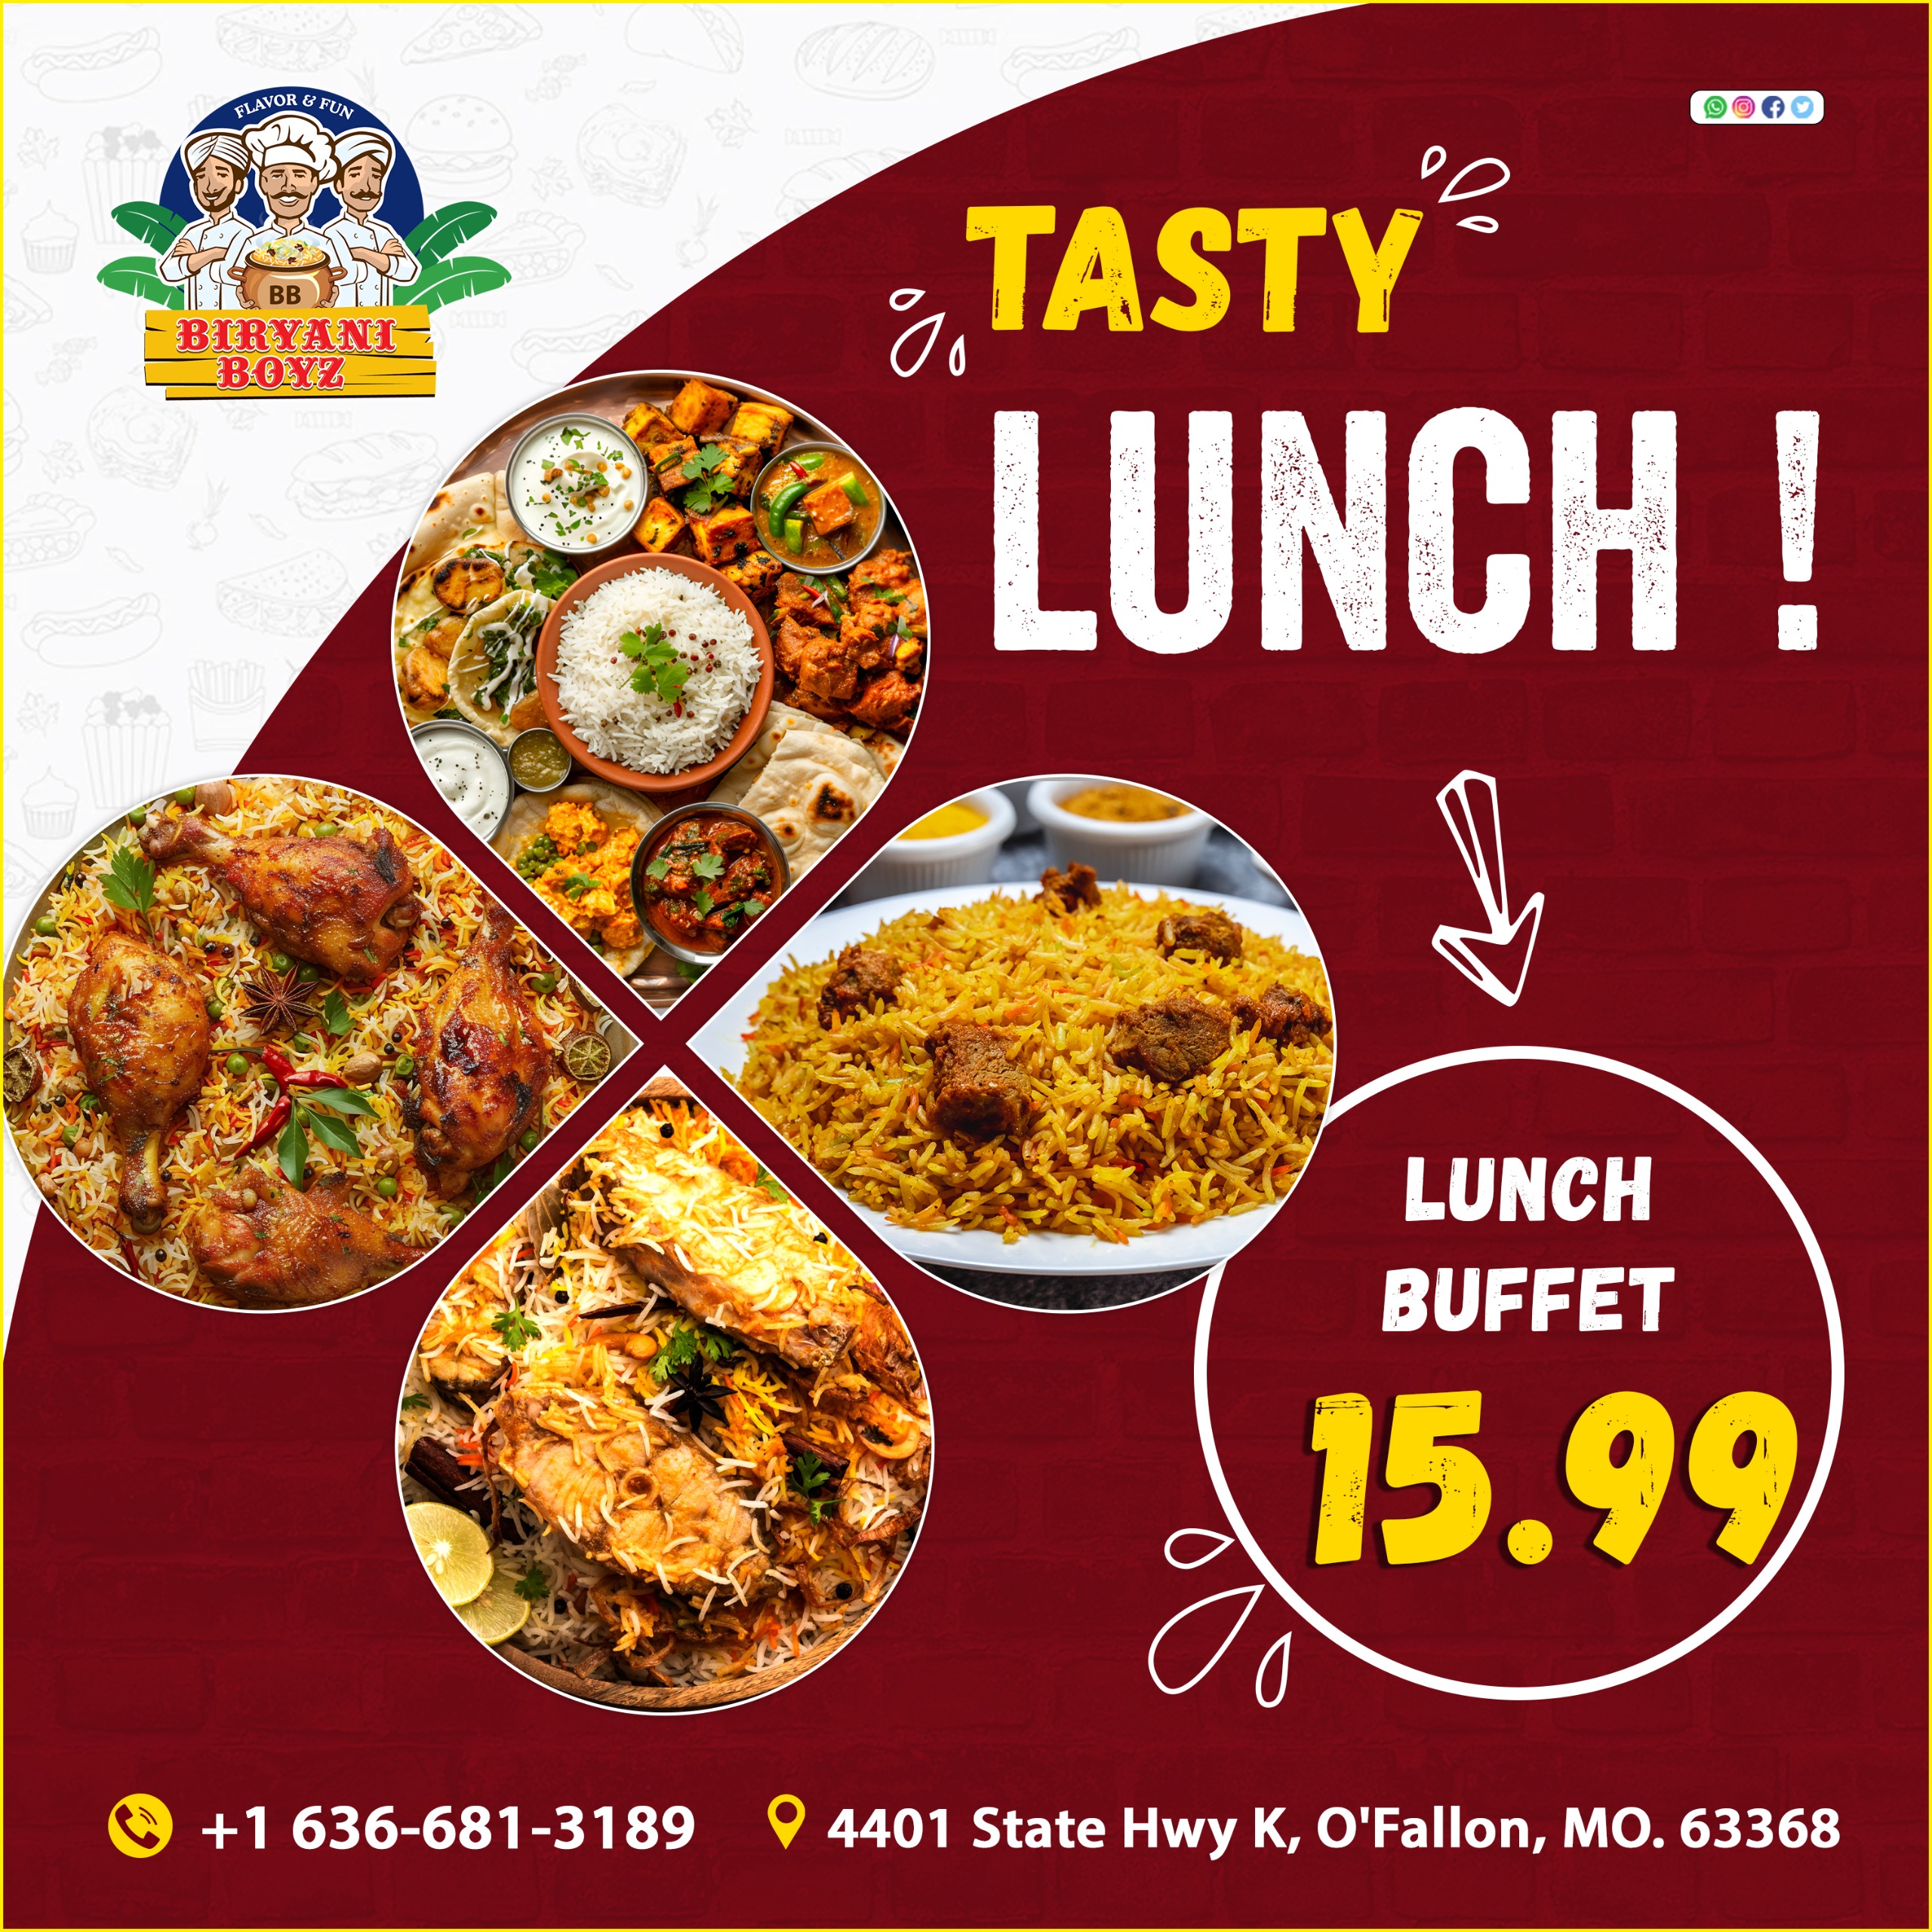 FLAVOR & FUN
BB
BIRYANI
BOYZ
TASTY
LUNCH !
LUNCH
BUFFET
15.99
+1 636-681-3189
4401 State Hwy K, O'Fallon, MO. 63368